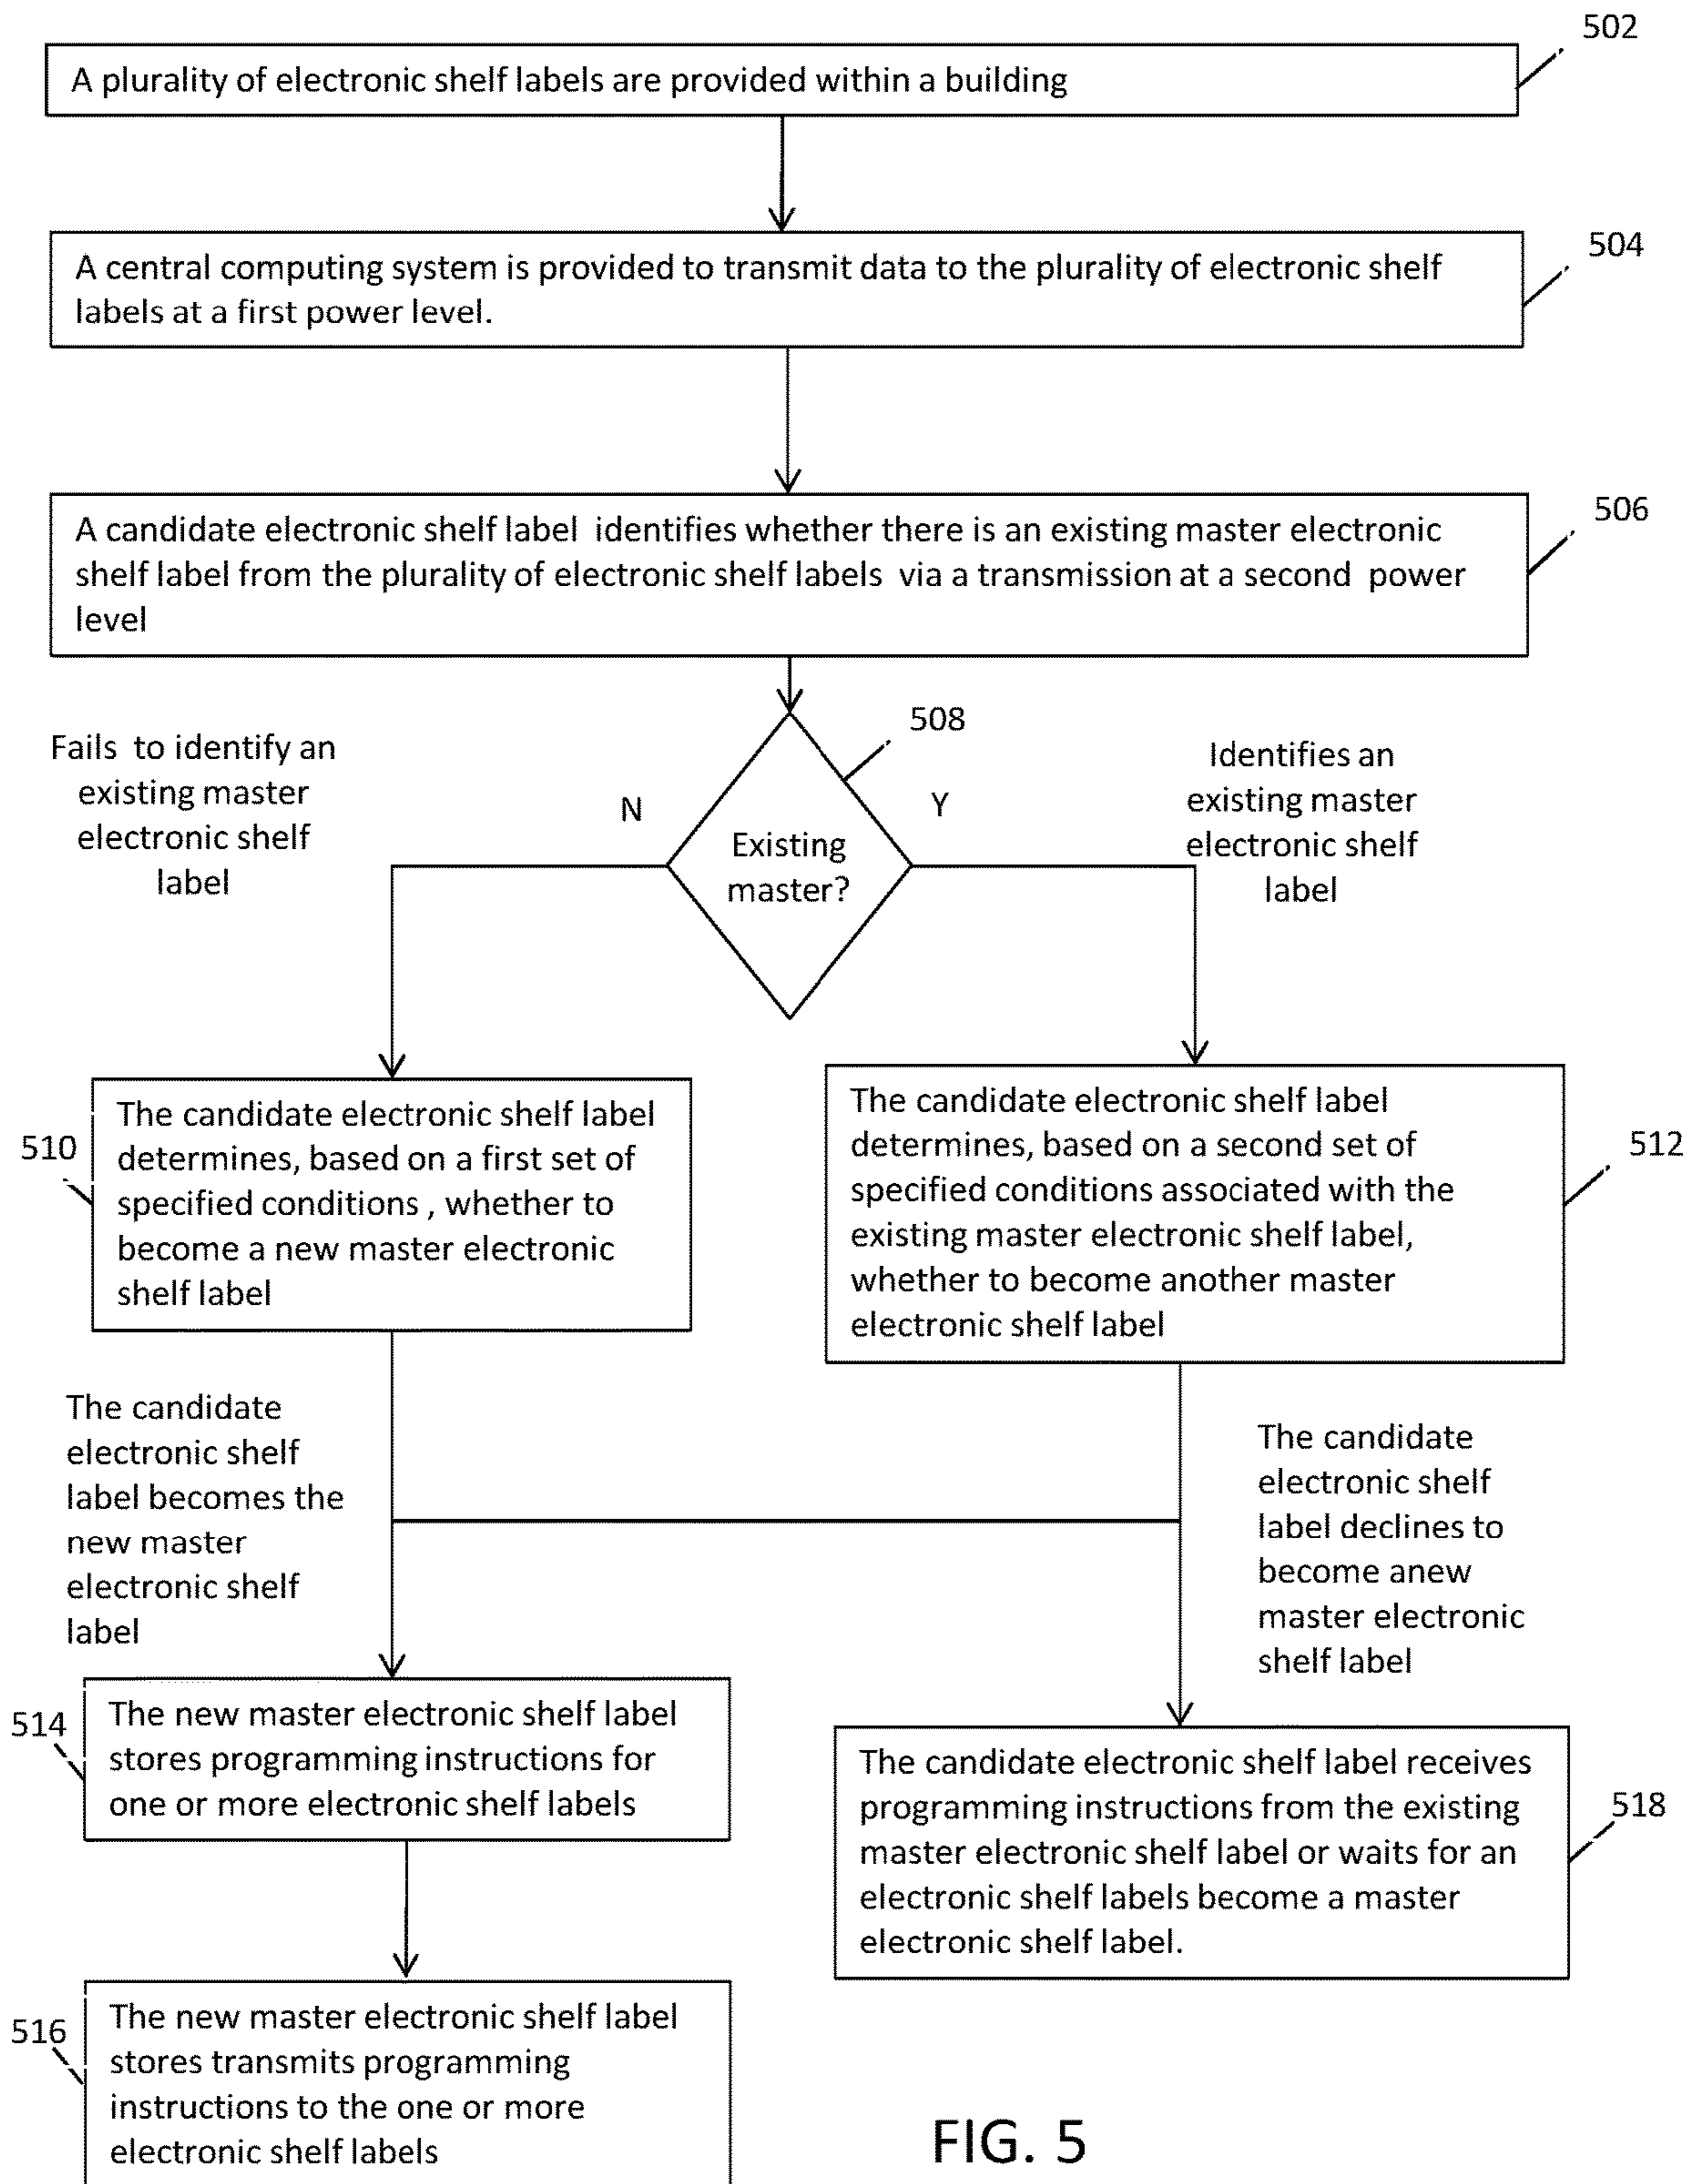 502
A plurality of electronic shelf labels are provided within a building
504
A central computing system is provided to transmit data to the plurality of electronic shelf
labels at a first power level.
506
A candidate electronic shelf label identifies whether there is an existing master electronic
shelf label from the plurality of electronic shelf labels via a transmission at a second power
level
508
Fails to identify an
existing master
electronic shelf
label
N
Existing
master?
Y
Identifies an
existing master
electronic shelf
label
510
The candidate electronic shelf label
determines, based on a first set of
specified conditions , whether to
become a new master electronic
shelf label
512
The candidate electronic shelf label
determines, based on a second set of
specified conditions associated with the
existing master electronic shelf label,
whether to become another master
electronic shelf label
The candidate
electronic shelf
label becomes the
new master
electronic shelf
label
The candidate
electronic shelf
label declines to
become anew
master electronic
shelf label
514
The new master electronic shelf label
stores programming instructions for
one or more electronic shelf labels
518
The candidate electronic shelf label receives
programming instructions from the existing
master electronic shelf label or waits for an
electronic shelf labels become a master
electronic shelf label.
516
The new master electronic shelf label
stores transmits programming
instructions to the one or more
electronic shelf labels
FIG. 5